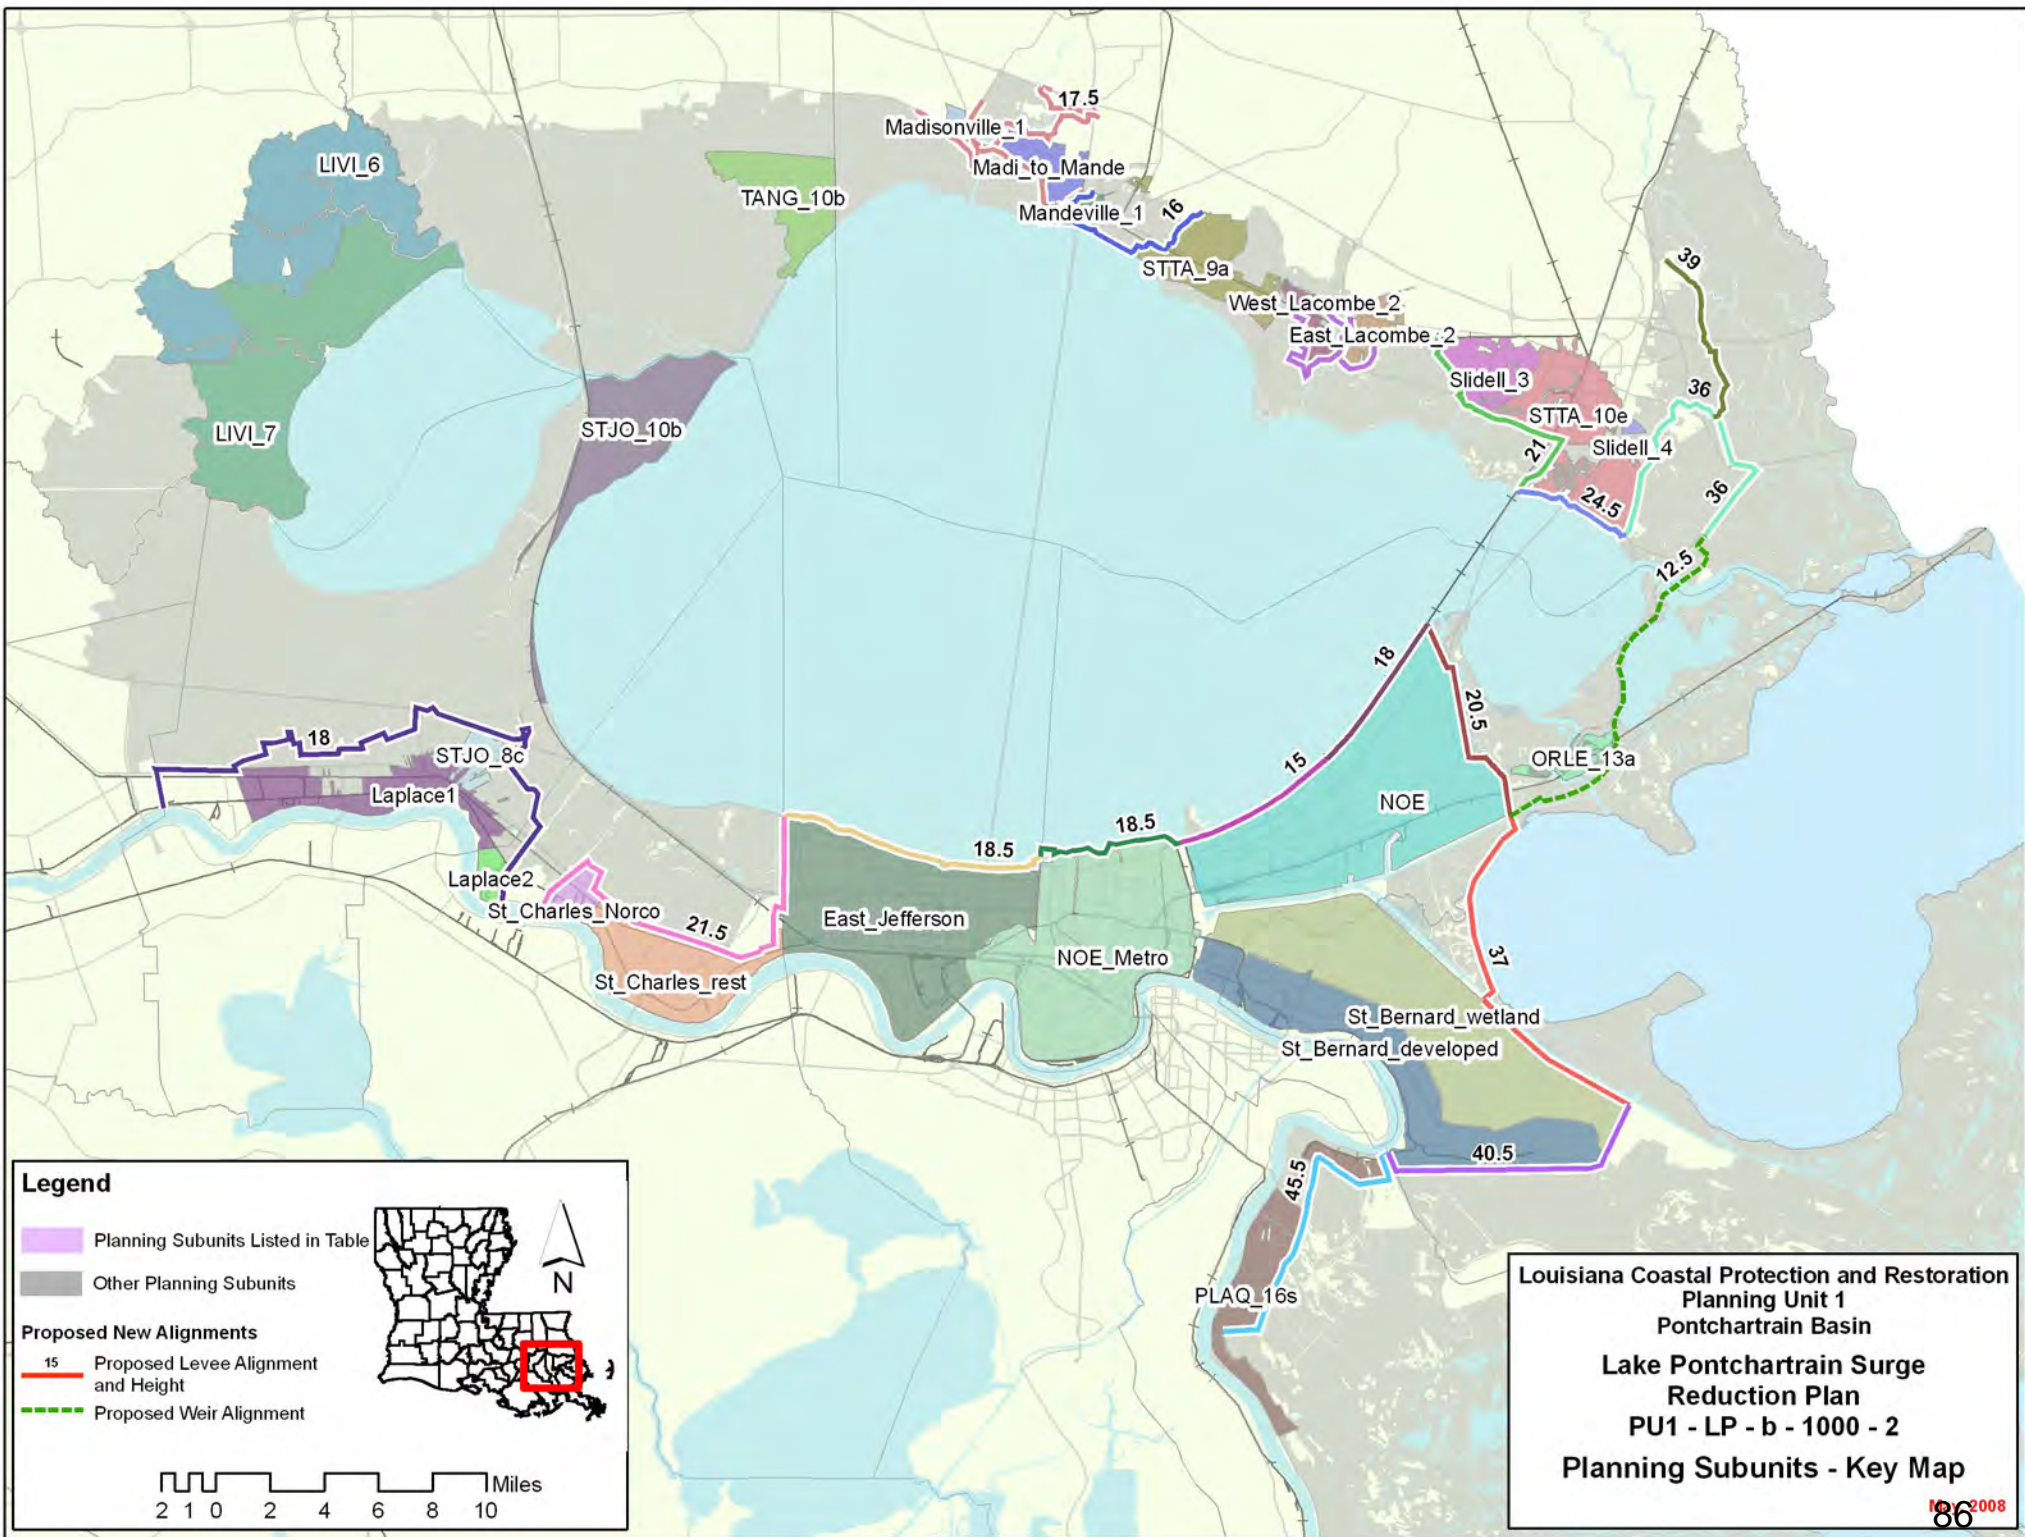 17.5
Madisonville_1
LIVI_6
Madi_to_Mande
TANG_10b
Mandeville_1
16
STTA_9a
39
West_Lacombe_2
East_Lacombe_2
Slidell_3
36
STTA_10e
LIVI_7
STJO_10b
Slidell_4
21
36
24.5
12.5
18
20.5
18
STJO_8c
ORLE_13a
15
Laplace1
NOE
18.5
18.5
Laplace2
St_Charles_Norco
21.5
East_Jefferson
37
NOE_Metro
St_Charles_rest
St_Bernard_wetland
St_Bernard_developed
40.5
45.5
PLAQ_16s
Legend
Planning Subunits Listed in Table
Other Planning Subunits
N
Proposed New Alignments
15
Proposed Levee Alignment
and Height
Proposed Weir Alignment
Miles
2 1 0 2 4 6 8 10
Louisiana Coastal Protection and Restoration
Planning Unit 1
Pontchartrain Basin
Lake Pontchartrain Surge
Reduction Plan
PU1 - LP - b - 1000 - 2
Planning Subunits - Key Map
2008
86